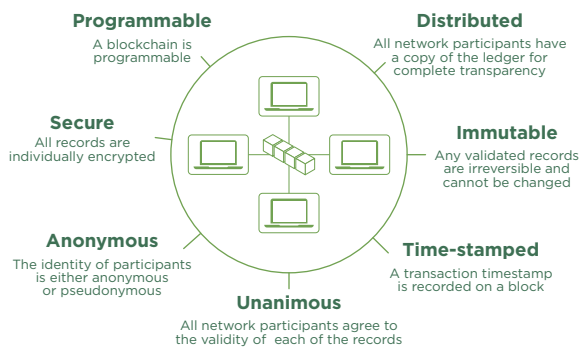 Programmable
A blockchain is
programmable
Distributed
All network participants have
a copy of the ledger for
complete transparency
Secure
All records are
individually encrypted
Immutable
Any validated records
are irreversible and
cannot be changed
Anonymous
The identity of participants
is either anonymous
or pseudonymous
Time-stamped
A transaction timestamp
is recorded on a block
Unanimous
All network participants agree to
the validity of each of the records